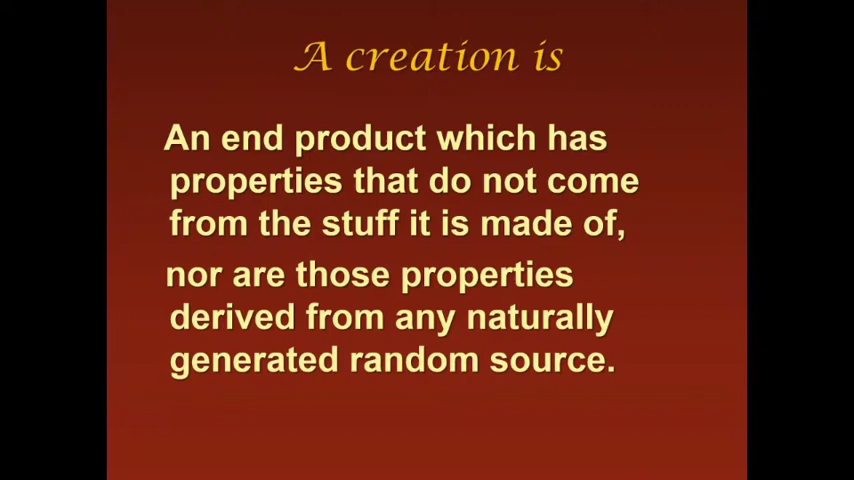 A creation is
An end product which has
properties that do not come
from the stuff it is made of,
nor are those properties
derived from any naturally
generated random source.